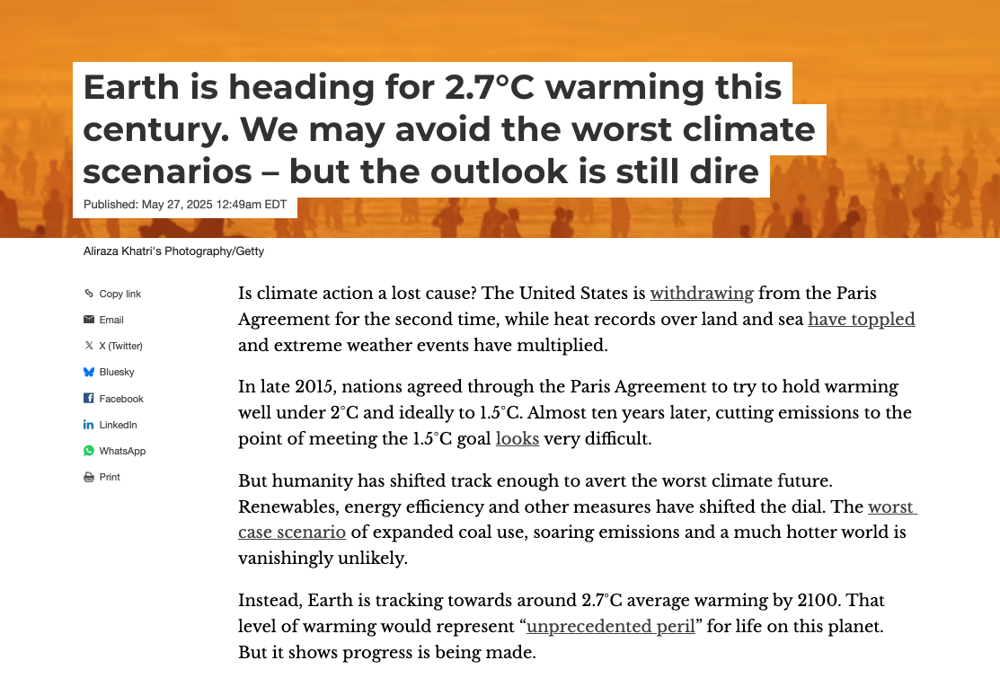 Earth is heading for 2.7°C warming this
century. We may avoid the worst climate
scenarios – but the outlook is still dire
Published: May 27, 2025 12:49am EDT
Aliraza Khatri's Photography/Getty
Copy link
Email
X (Twitter)
Bluesky
Facebook
LinkedIn
WhatsApp
Print
Is climate action a lost cause? The United States is withdrawing from the Paris
Agreement for the second time, while heat records over land and sea have toppled
and extreme weather events have multiplied.
In late 2015, nations agreed through the Paris Agreement to try to hold warming
well under 2°C and ideally to 1.5°C. Almost ten years later, cutting emissions to the
point of meeting the 1.5°C goal looks very difficult.
But humanity has shifted track enough to avert the worst climate future.
Renewables, energy efficiency and other measures have shifted the dial. The worst
case scenario of expanded coal use, soaring emissions and a much hotter world is
vanishingly unlikely.
Instead, Earth is tracking towards around 2.7°C average warming by 2100. That
level of warming would represent “unprecedented peril” for life on this planet.
But it shows progress is being made.